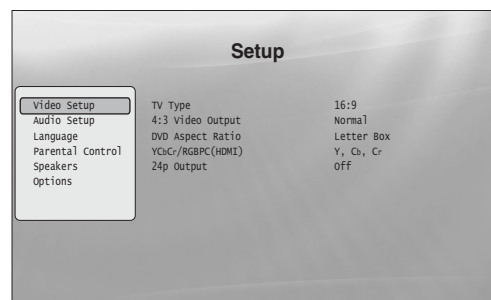 Setup
Video Setup
Audio Setup
Language
Parental Control
Speakers
Options
TV Type 16:9
4:3 Video Output Normal
DVD Aspect Ratio Letter Box
YCbCr/RGBPC(HDMI) Y, Cb, Cr
24p Output Off